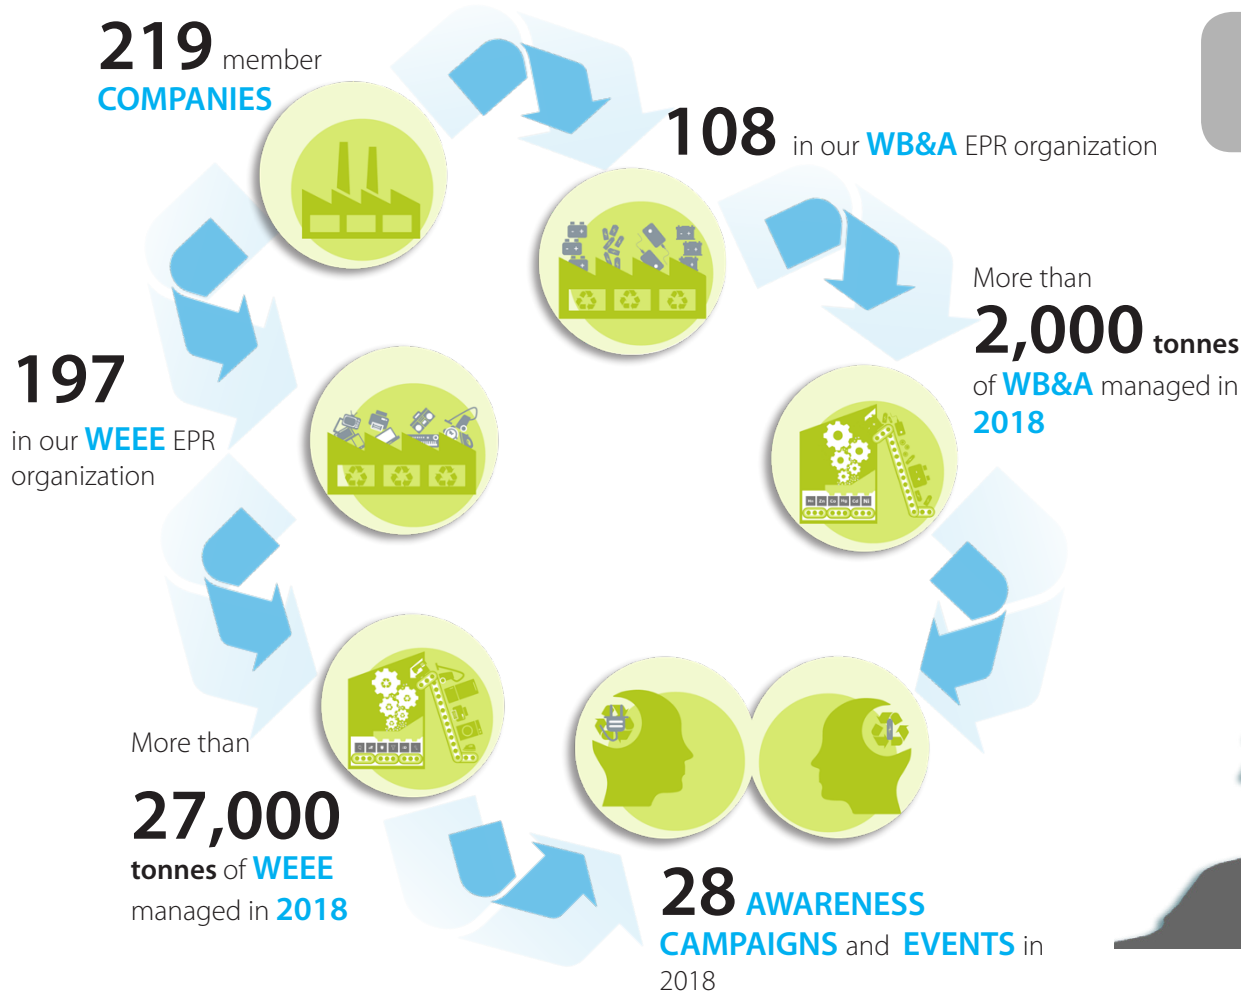 219 member
COMPANIES
108 in our WB&A EPR organization
More than
2,000 tonnes
of WB&A managed in
2018
197
in our WEEE EPR
organization
More than
27,000
tonnes of WEEE
managed in 2018
28 AWARENESS
CAMPAIGNS and EVENTS in
2018